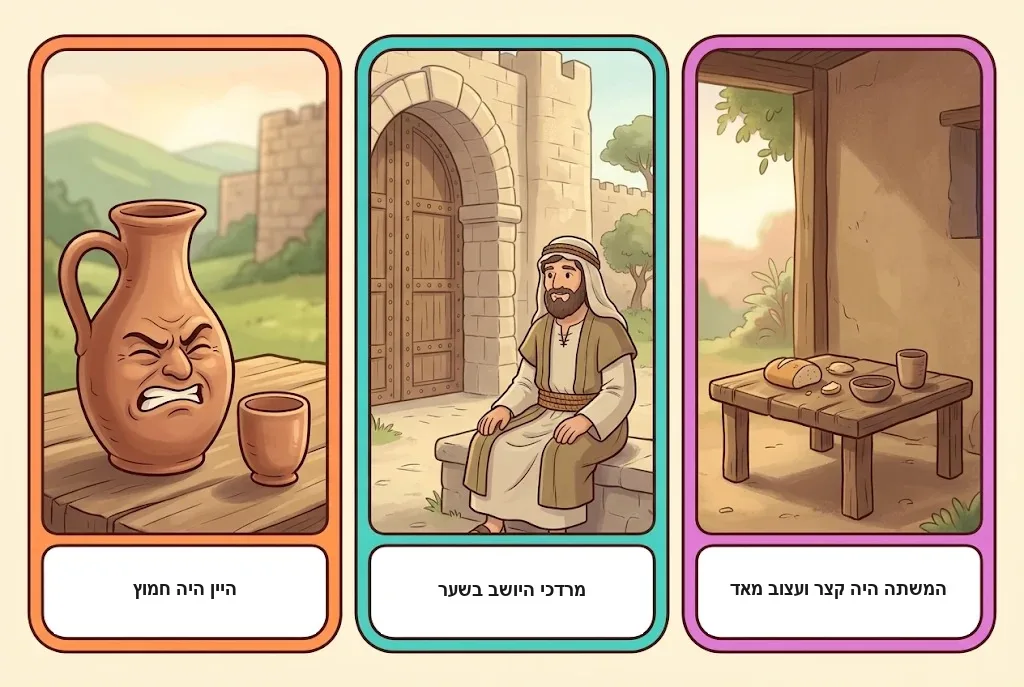 המשתה היה קצר ועצוב מאד
מרדכי היושב בשער
היין היה חמוץ